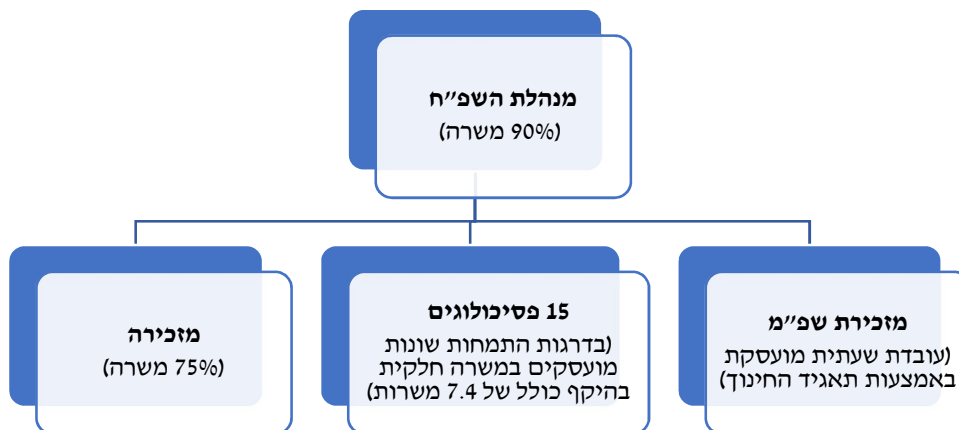 מנהלת השפ״ח
(90% משרה)
מזכירת שפ״מ
(עובדת שעתית מועסקת
באמצעות תאגיד החינוך)
15 פסיכולוגים
(בדרגות התמחות שונות
מועסקים במשרה חלקית
בהיקף כולל של 7.4 משרות)
מזכירה
(75% משרה)